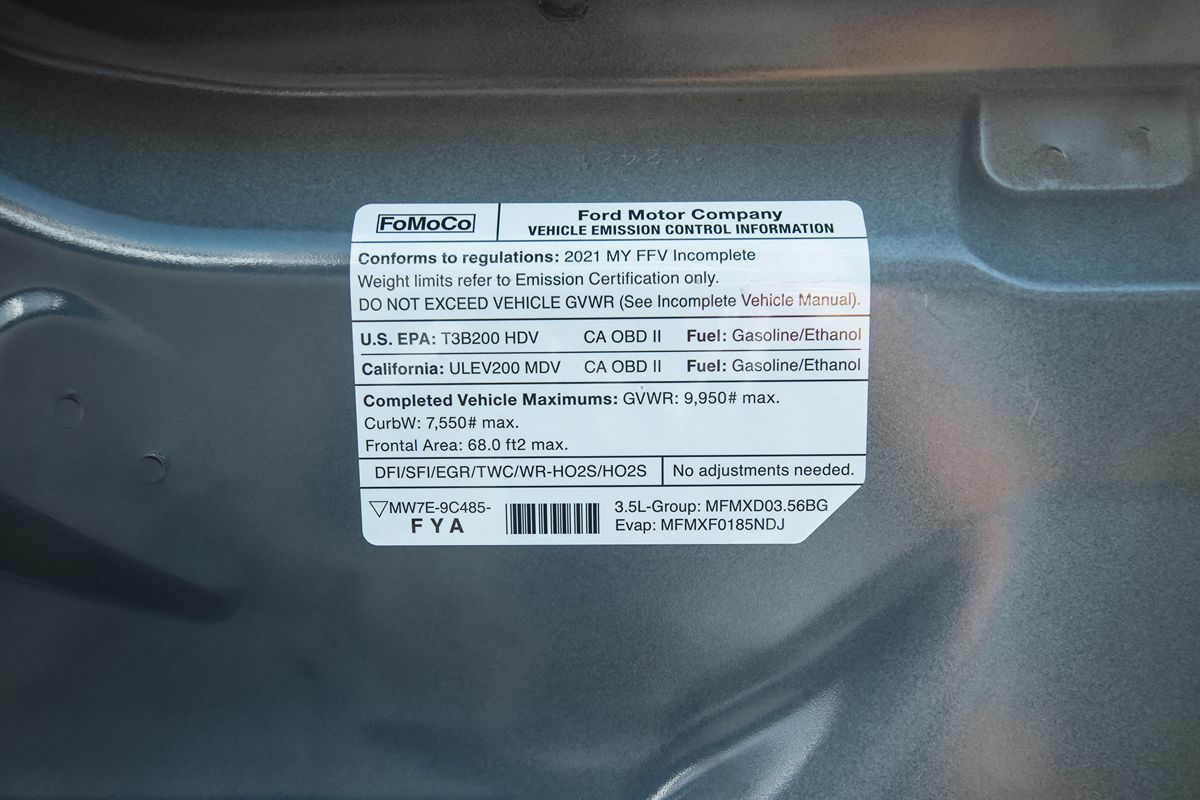 FoMoCo
Ford Motor Company
VEHICLE EMISSION CONTROL INFORMATION
Conforms to regulations: 2021 MY FFV Incomplete
Weight limits refer to Emission Certification only.
DO NOT EXCEED VEHICLE GVWR (See Incomplete Vehicle Manual).
U.S. EPA: T3B200 HDV CA OBD II Fuel: Gasoline/Ethanol
California: ULEV200 MDV CA OBD II Fuel: Gasoline/Ethanol
Completed Vehicle Maximums: GVWR: 9,950# max.
CurbW: 7,550# max.
Frontal Area: 68.0 ft2 max.
DFI/SFI/EGR/TWC/WR-HO2S/HO2S No adjustments needed.
MW7E-9C485-
FYA
3.5L-Group: MFMXD03.56BG
Evap: MFMXF0185NDJ